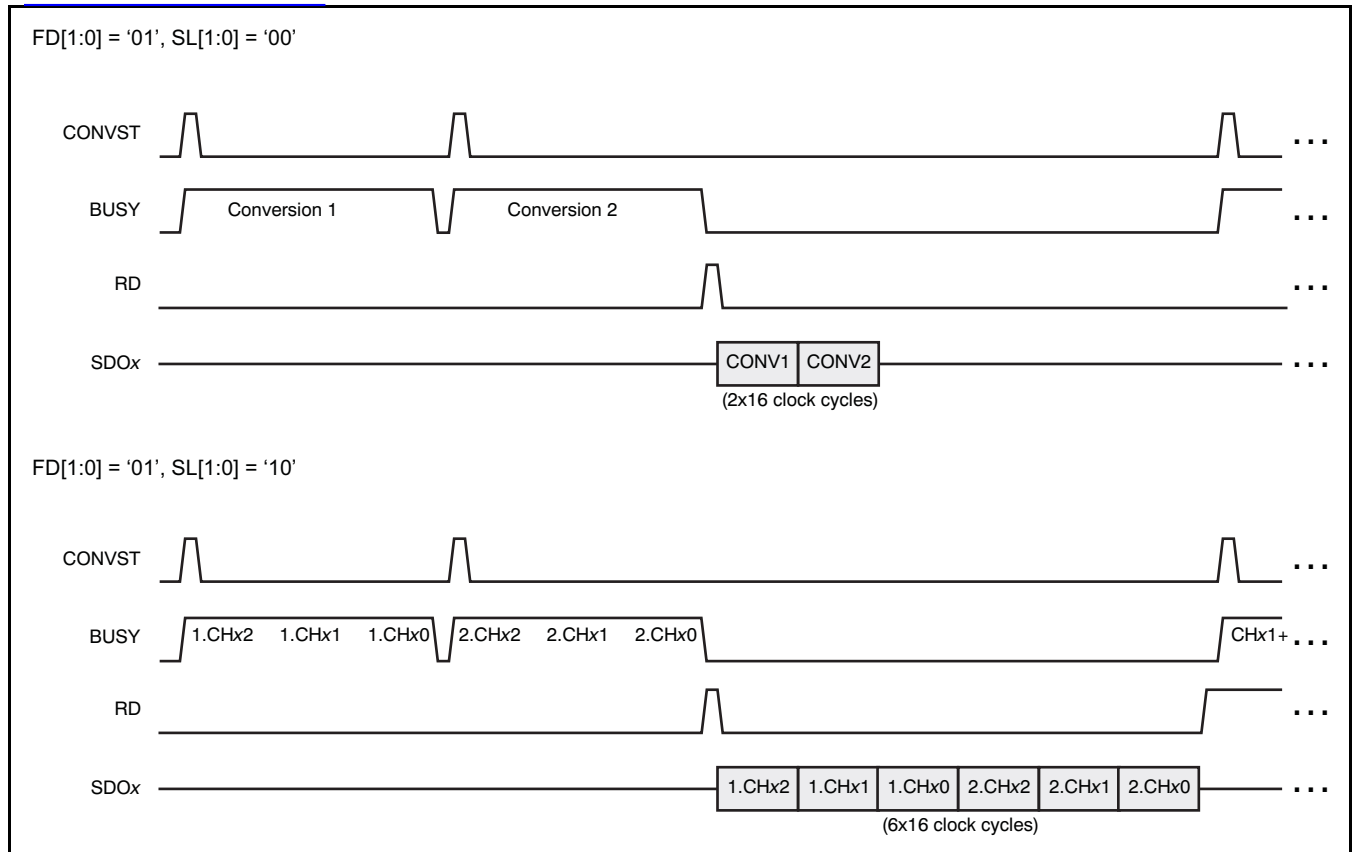 FD[1:0] = ‘01’, SL[1:0] = ‘00’
CONVST
...
BUSY Conversion 1 Conversion 2 ...
RD ...
SDOx CONV1 CONV2 ...
(2x16 clock cycles)
FD[1:0] = ‘01’, SL[1:0] = ‘10’
CONVST ...
BUSY 1.CHx2 1.CHx1 1.CHx0 2.CHx2 2.CHx1 2.CHx0 CHx1+ ...
RD ...
SDOx 1.CHx2 1.CHx1 1.CHx0 2.CHx2 2.CHx1 2.CHx0 ...
(6x16 clock cycles)